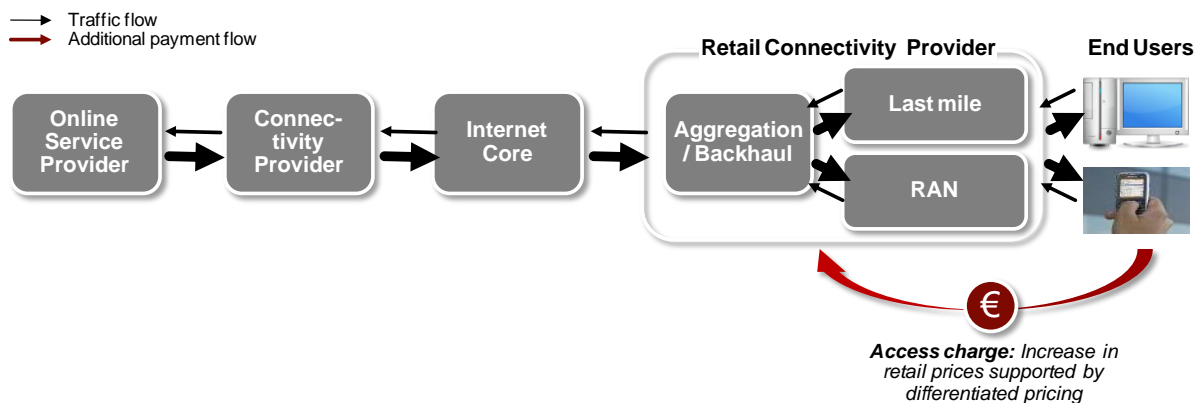 Traffic flow
Additional payment flow
Retail Connectivity Provider
End Users
Online
Service
Provider
Connec-
tivity
Provider
Internet
Core
Aggregation
/ Backhaul
Last mile
RAN
€
Access charge: Increase in
retail prices supported by
differentiated pricing